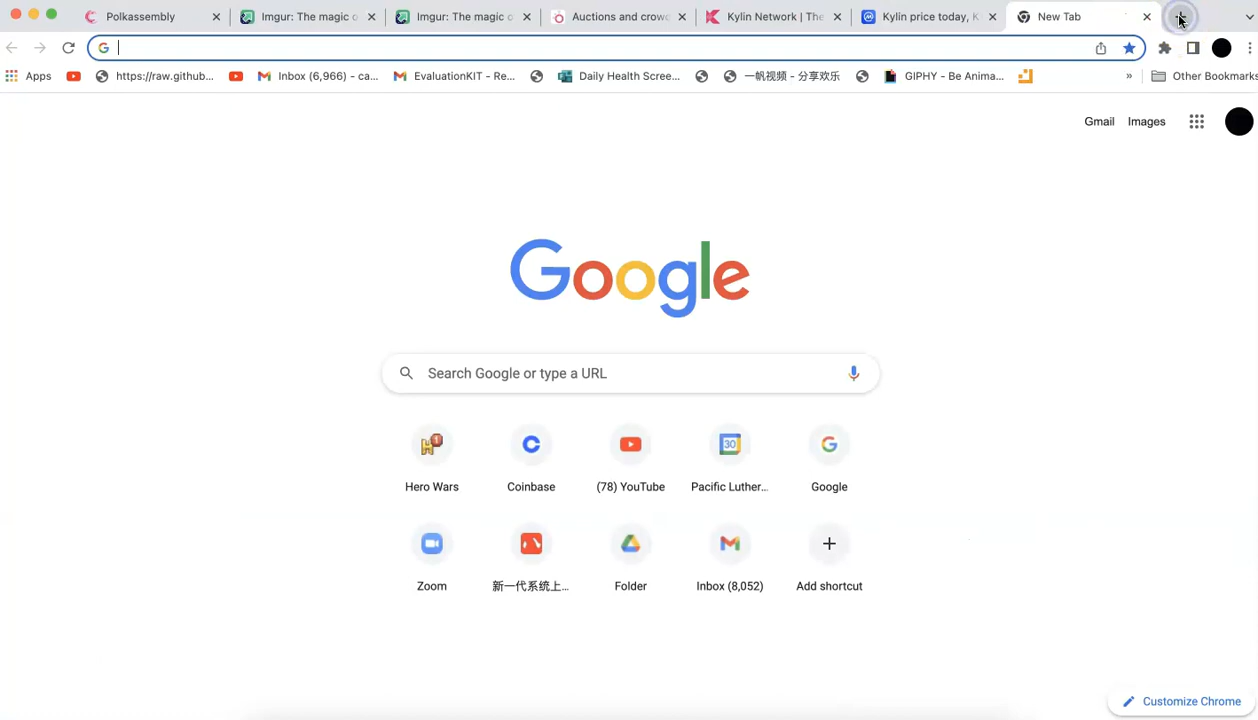 Polkassembly
Imgur: The magic o
Imgur: The magic o
Auctions and crow
Kylin Network | The
Kylin price today, K
New Tab
Apps
https://raw.github...
Inbox (6,966) - ca...
EvaluationKIT - Re...
Daily Health Scree...
一帆视频 - 分享欢乐
GIPHY - Be Anima...
»
Other Bookmarks
Gmail
Images
Google
Search Google or type a URL
Hero Wars
Coinbase
(78) YouTube
Pacific Luther...
Google
Zoom
新一代系统上...
Folder
Inbox (8,052)
Add shortcut
Customize Chrome